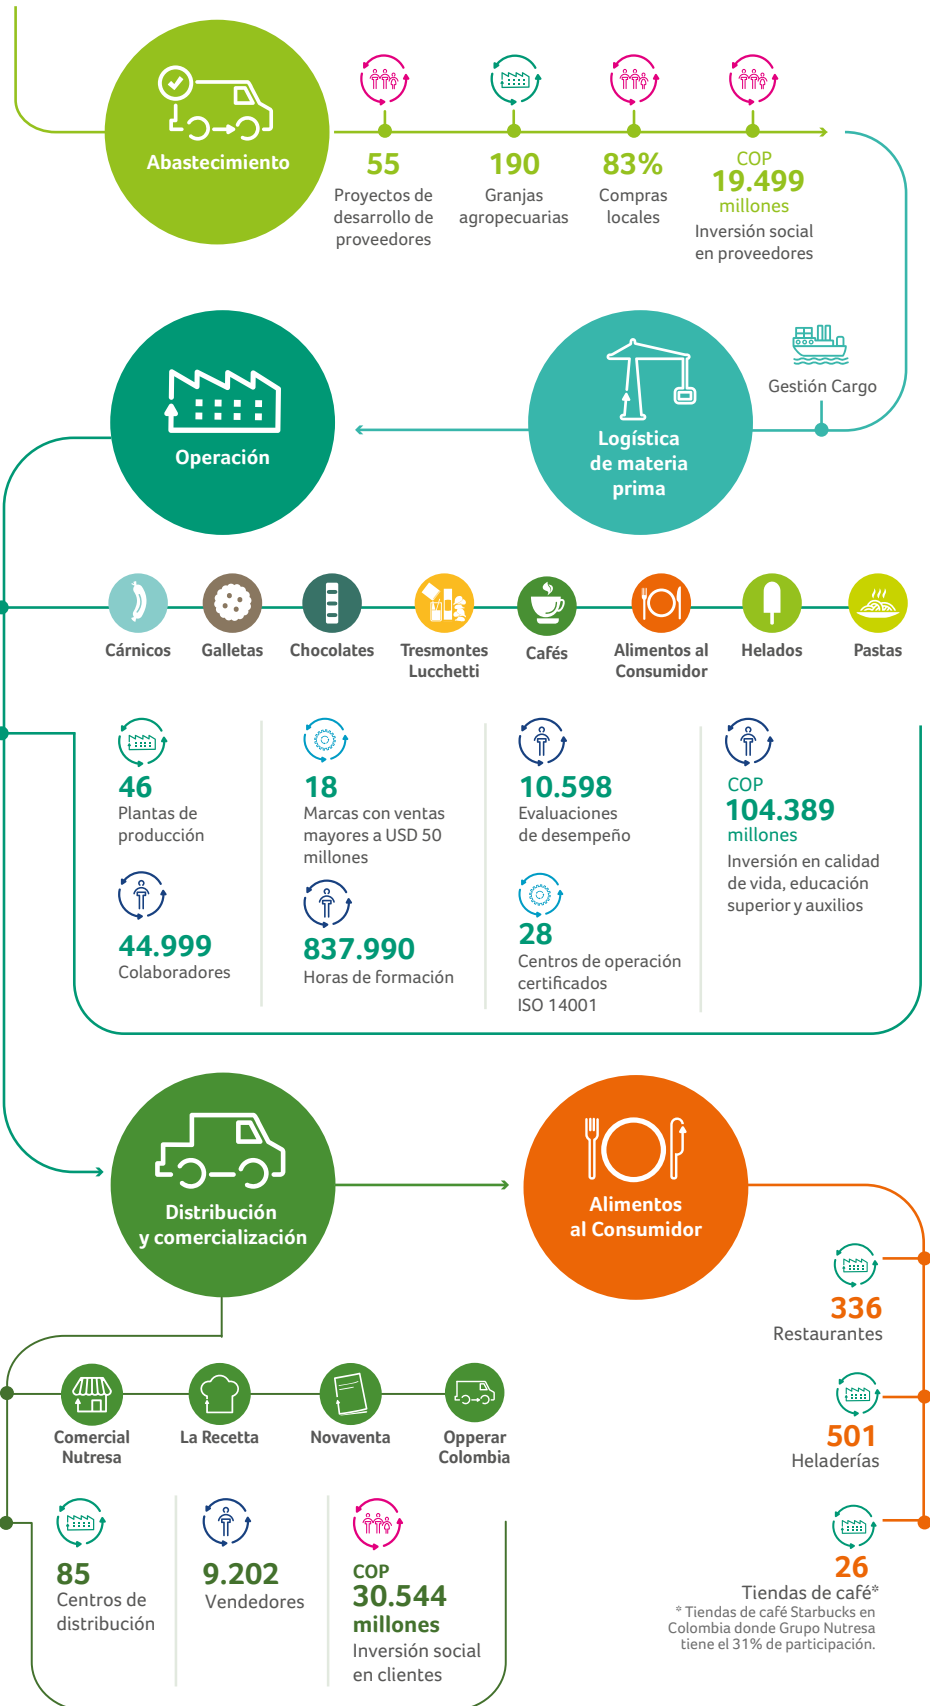 Abastecimiento
55
Proyectos de
desarrollo de
proveedores
190
Granjas
agropecuarias
83%
Compras
locales
COP
19.499
millones
Inversión social
en proveedores
Gestión Cargo
Logística
de materia
prima
Operación
Cárnicos
Galletas
Chocolates
Tresmontes
Lucchetti
Cafés
Alimentos al
Consumidor
Helados
Pastas
46
Plantas de
producción
44.999
Colaboradores
18
Marcas con ventas
mayores a USD 50
millones
837.990
Horas de formación
10.598
Evaluaciones
de desempeño
28
Centros de operación
certificados
ISO 14001
COP
104.389
millones
Inversión en calidad
de vida, educación
superior y auxilios
Distribución
y comercialización
Alimentos
al Consumidor
336
Restaurantes
501
Heladerías
26
Tiendas de café*
* Tiendas de café Starbucks en
Colombia donde Grupo Nutresa
tiene el 31% de participación.
Comercial
Nutresa
La Recetta
Novaventa
Opperar
Colombia
85
Centros de
distribución
9.202
Vendedores
COP
30.544
millones
Inversión social
en clientes